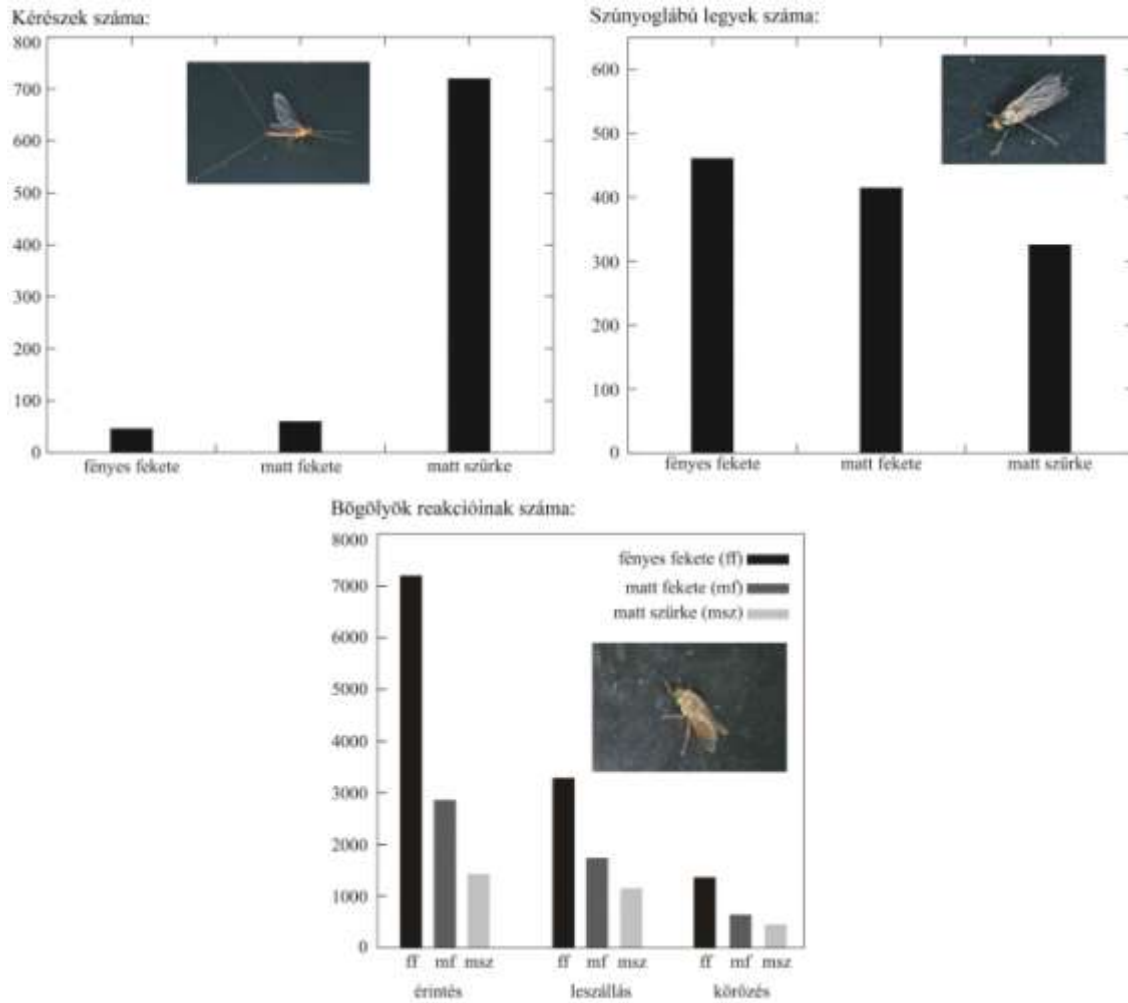 Kérészek száma:
800
700
600
500
400
300
200
100
0
fényes fekete matt fekete matt szürke
Szúnyoglábú legyek száma:
600
500
400
300
200
100
0
fényes fekete matt fekete matt szürke
Bögölyök reakcióinak száma:
8000
7000
6000
5000
4000
3000
2000
1000
0
fényes fekete (ff)
matt fekete (mf)
matt szürke (msz)
ff mf msz ff mf msz ff mf msz
érintés leszállás körözés